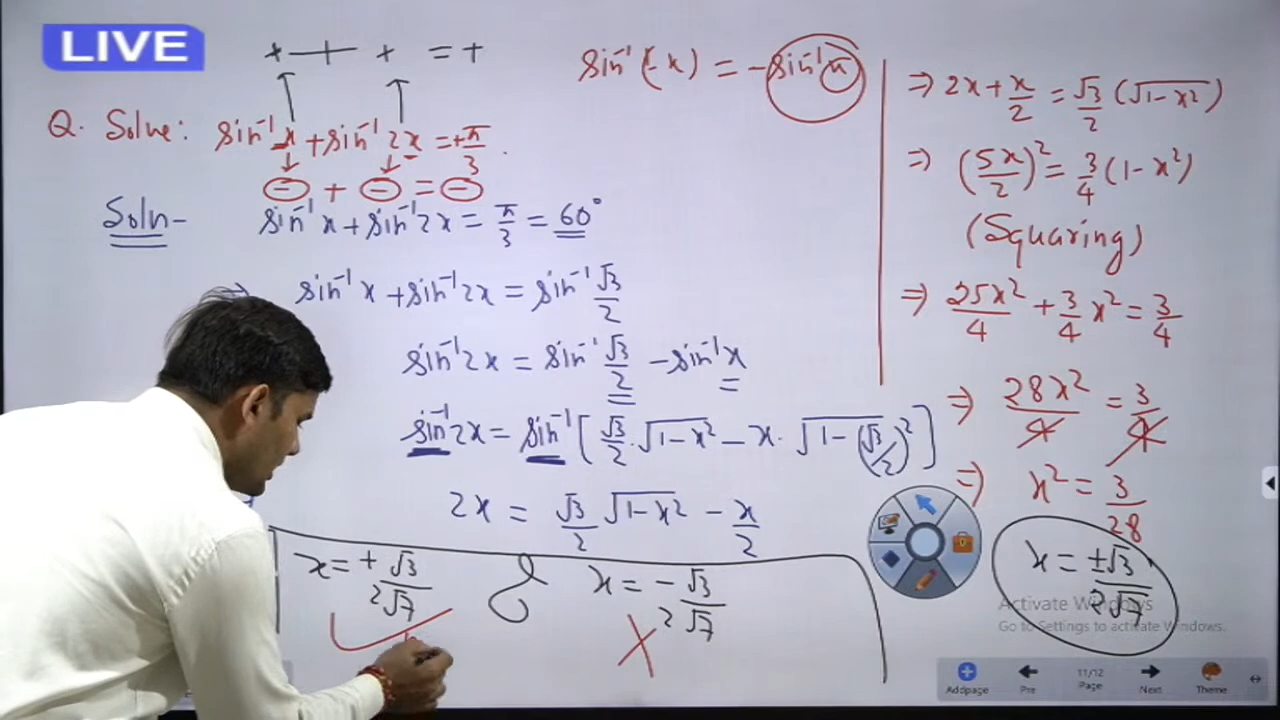 LIVE
+ + + = +
Q. Solve: sin⁻¹x + sin⁻¹2x = +π/3.
⊖ + ⊖ = ⊖
Soln- sin⁻¹x + sin⁻¹2x = π/3 = 60°
⇒ sin⁻¹x + sin⁻¹2x = sin⁻¹ √3/2
sin⁻¹2x = sin⁻¹ √3/2 - sin⁻¹x
sin⁻¹2x = sin⁻¹[√3/2 · √1-x² - x · √1-(√3/2)²]
2x = √3/2 √1-x² - x/2
x = + √3/2√7 & x = - √3/2√7
sin⁻¹(-x) = -sin⁻¹x
⇒ 2x + x/2 = √3/2 (√1-x²)
⇒ (5x/2)² = 3/4 (1-x²)
(Squaring)
⇒ 25x²/4 + 3/4 x² = 3/4
⇒ 28x²/4 = 3/4
⇒ x² = 3/28
x = ±√3/2√7
Activate Windows
Go to Settings to activate Windows.
Addpage Pre 11/12 Page Next Theme